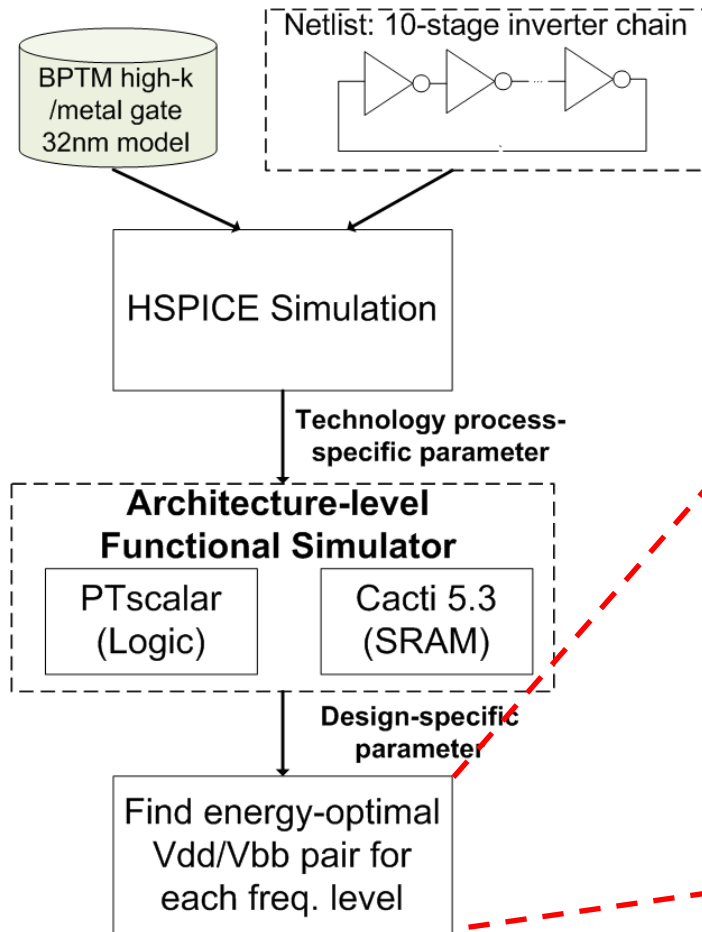 Netlist: 10-stage inverter chain
BPTM high-k
/metal gate
32nm model
HSPICE Simulation
Technology process-
specific parameter
Architecture-level
Functional Simulator
PTscalar
(Logic)
Cacti 5.3
(SRAM)
Design-specific
parameter
Find energy-optimal
Vdd/Vbb pair for
each freq. level